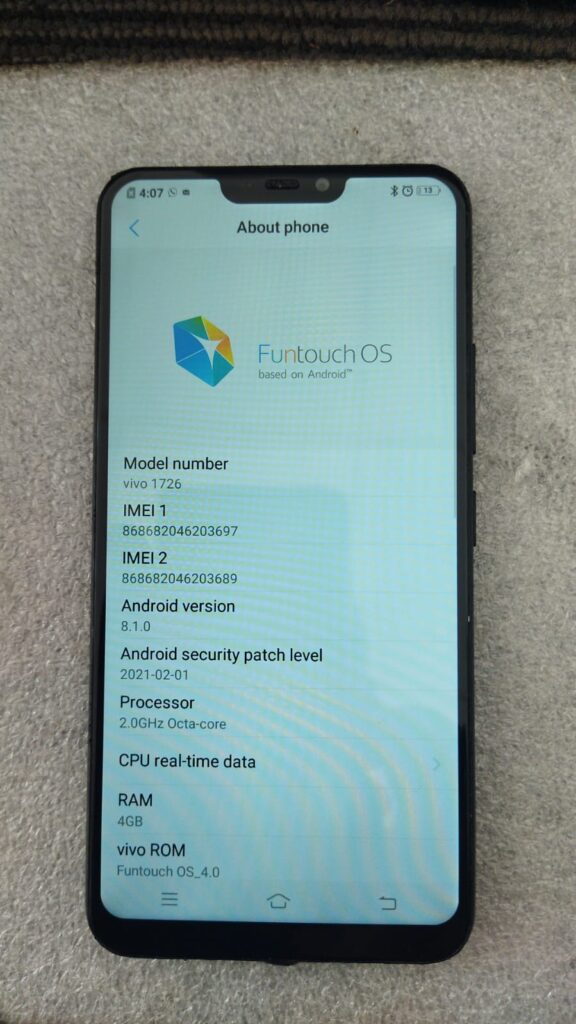 4:07
13
About phone
Funtouch OS
based on Android™
Model number
vivo 1726
IMEI 1
868682046203697
IMEI 2
868682046203689
Android version
8.1.0
Android security patch level
2021-02-01
Processor
2.0GHz Octa-core
CPU real-time data
RAM
4GB
vivo ROM
Funtouch OS_4.0